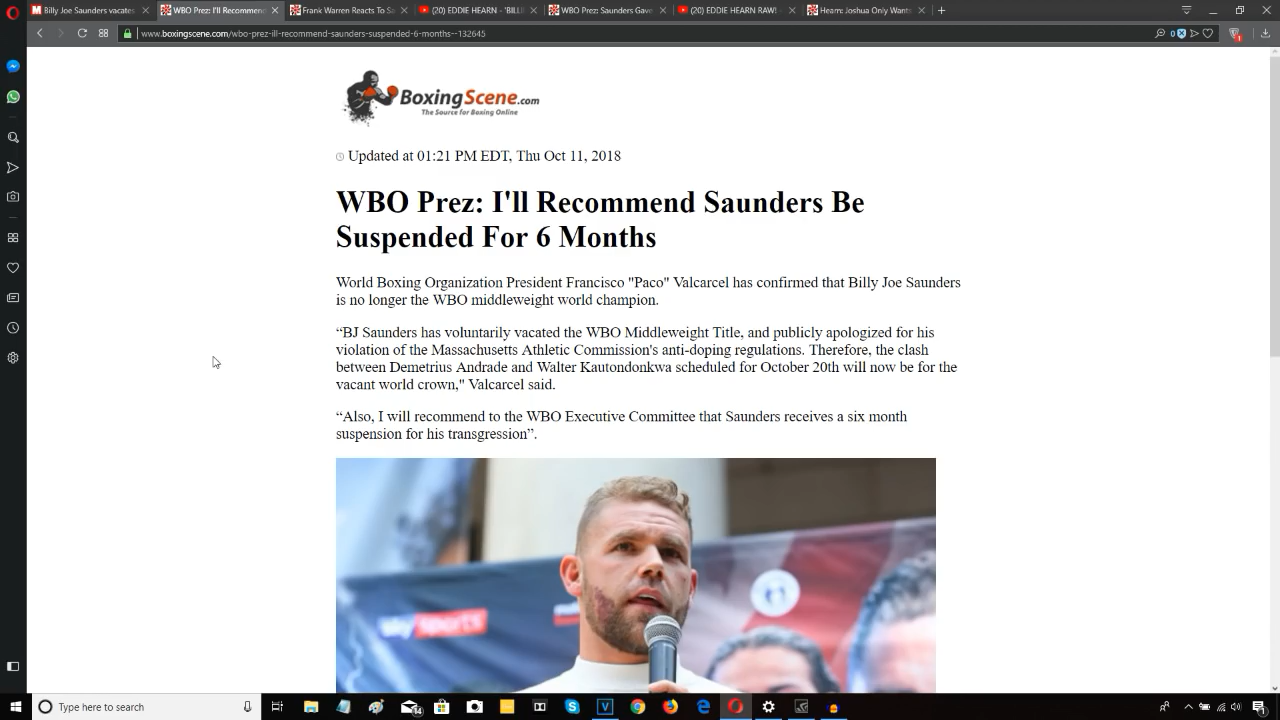 Billy Joe Saunders vacates
WBO Prez: I'll Recommen
Frank Warren Reacts To Sa
(20) EDDIE HEARN - 'BILLI
WBO Prez: Saunders Gave
(20) EDDIE HEARN RAW!
Hearn: Joshua Only Wants
www.boxingscene.com/wbo-prez-ill-recommend-saunders-suspended-6-months--132645
BoxingScene.com
The Source for Boxing Online
Updated at 01:21 PM EDT, Thu Oct 11, 2018
WBO Prez: I'll Recommend Saunders Be
Suspended For 6 Months
World Boxing Organization President Francisco "Paco" Valcarcel has confirmed that Billy Joe Saunders
is no longer the WBO middleweight world champion.
“BJ Saunders has voluntarily vacated the WBO Middleweight Title, and publicly apologized for his
violation of the Massachusetts Athletic Commission's anti-doping regulations. Therefore, the clash
between Demetrius Andrade and Walter Kautondonkwa scheduled for October 20th will now be for the
vacant world crown," Valcarcel said.
“Also, I will recommend to the WBO Executive Committee that Saunders receives a six month
suspension for his transgression”.
sky sports
Type here to search
14